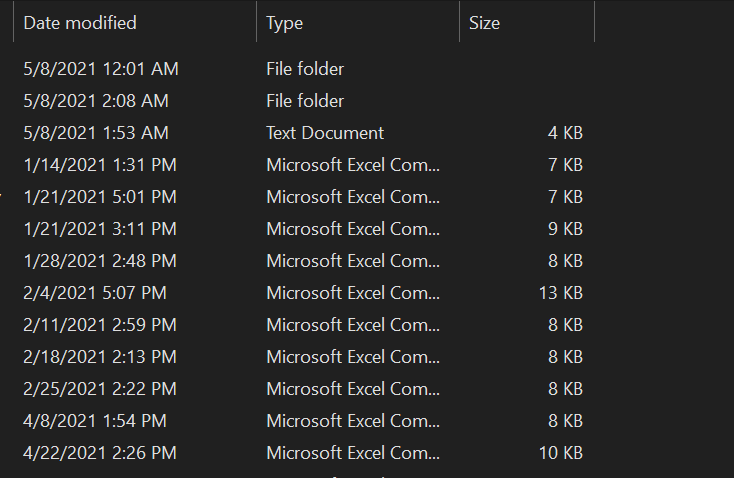 Date modified Type Size
5/8/2021 12:01 AM File folder
5/8/2021 2:08 AM File folder
5/8/2021 1:53 AM Text Document 4 KB
1/14/2021 1:31 PM Microsoft Excel Com... 7 KB
1/21/2021 5:01 PM Microsoft Excel Com... 7 KB
1/21/2021 3:11 PM Microsoft Excel Com... 9 KB
1/28/2021 2:48 PM Microsoft Excel Com... 8 KB
2/4/2021 5:07 PM Microsoft Excel Com... 13 KB
2/11/2021 2:59 PM Microsoft Excel Com... 8 KB
2/18/2021 2:13 PM Microsoft Excel Com... 8 KB
2/25/2021 2:22 PM Microsoft Excel Com... 8 KB
4/8/2021 1:54 PM Microsoft Excel Com... 8 KB
4/22/2021 2:26 PM Microsoft Excel Com... 10 KB